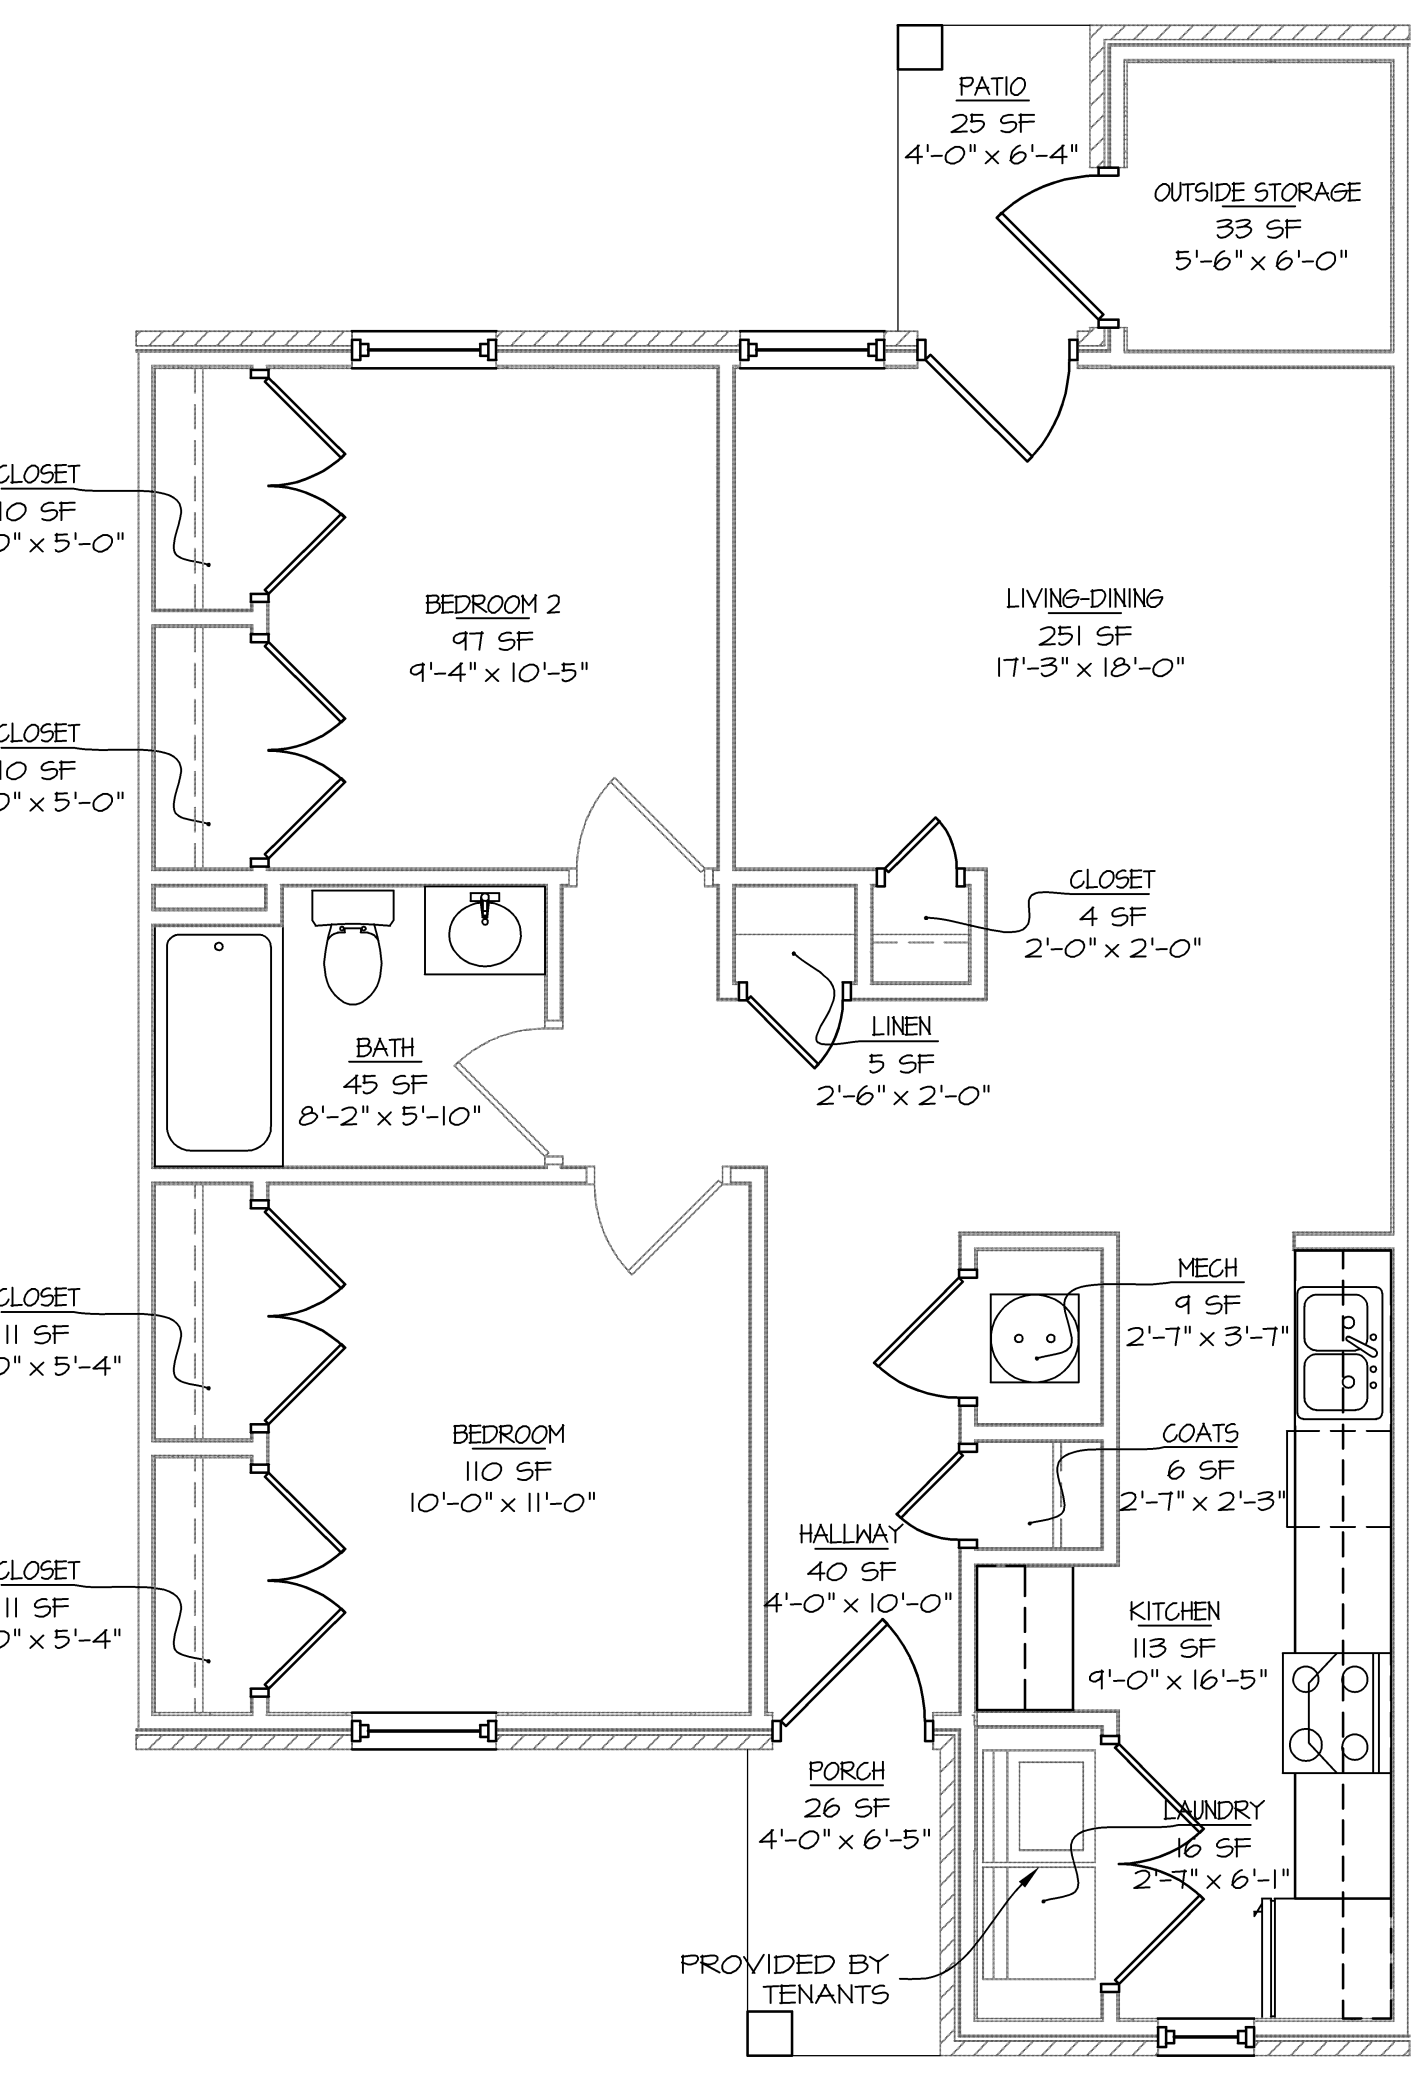 PATIO
25 SF
4'-0" x 6'-4"
OUTSIDE STORAGE
33 SF
5'-6" x 6'-0"
CLOSET
10 SF
0" x 5'-0"
BEDROOM 2
97 SF
9'-4" x 10'-5"
LIVING-DINING
251 SF
17'-3" x 18'-0"
CLOSET
10 SF
0" x 5'-0"
CLOSET
4 SF
2'-0" x 2'-0"
LINEN
5 SF
2'-6" x 2'-0"
BATH
45 SF
8'-2" x 5'-10"
MECH
9 SF
2'-7" x 3'-7"
CLOSET
11 SF
0" x 5'-4"
BEDROOM
110 SF
10'-0" x 11'-0"
COATS
6 SF
2'-7" x 2'-3"
HALLWAY
40 SF
4'-0" x 10'-0"
CLOSET
11 SF
0" x 5'-4"
KITCHEN
113 SF
9'-0" x 16'-5"
PORCH
26 SF
4'-0" x 6'-5"
LAUNDRY
16 SF
2'-7" x 6'-1"
PROVIDED BY
TENANTS